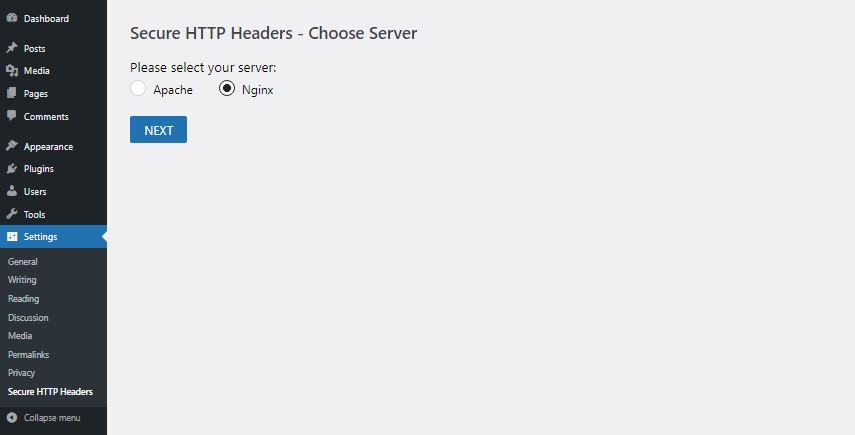 Dashboard
Posts
Media
Pages
Comments
Appearance
Plugins
Users
Tools
Settings
General
Writing
Reading
Discussion
Media
Permalinks
Privacy
Secure HTTP Headers
Collapse menu
Secure HTTP Headers - Choose Server
Please select your server:
Apache Nginx
NEXT